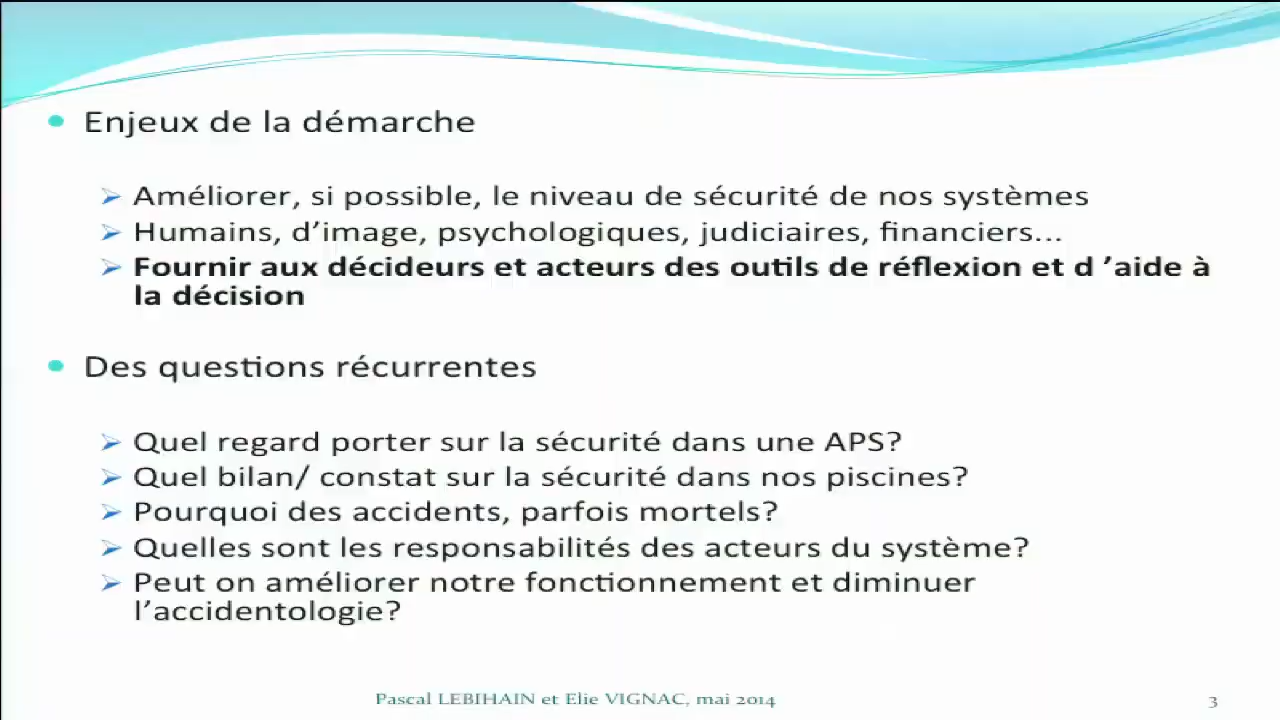 Enjeux de la démarche
Améliorer, si possible, le niveau de sécurité de nos systèmes
Humains, d’image, psychologiques, judiciaires, financiers...
Fournir aux décideurs et acteurs des outils de réflexion et d ’aide à
la décision
Des questions récurrentes
Quel regard porter sur la sécurité dans une APS?
Quel bilan/ constat sur la sécurité dans nos piscines?
Pourquoi des accidents, parfois mortels?
Quelles sont les responsabilités des acteurs du système?
Peut on améliorer notre fonctionnement et diminuer
l’accidentologie?
Pascal LEBIHAIN et Elie VIGNAC, mai 2014
3